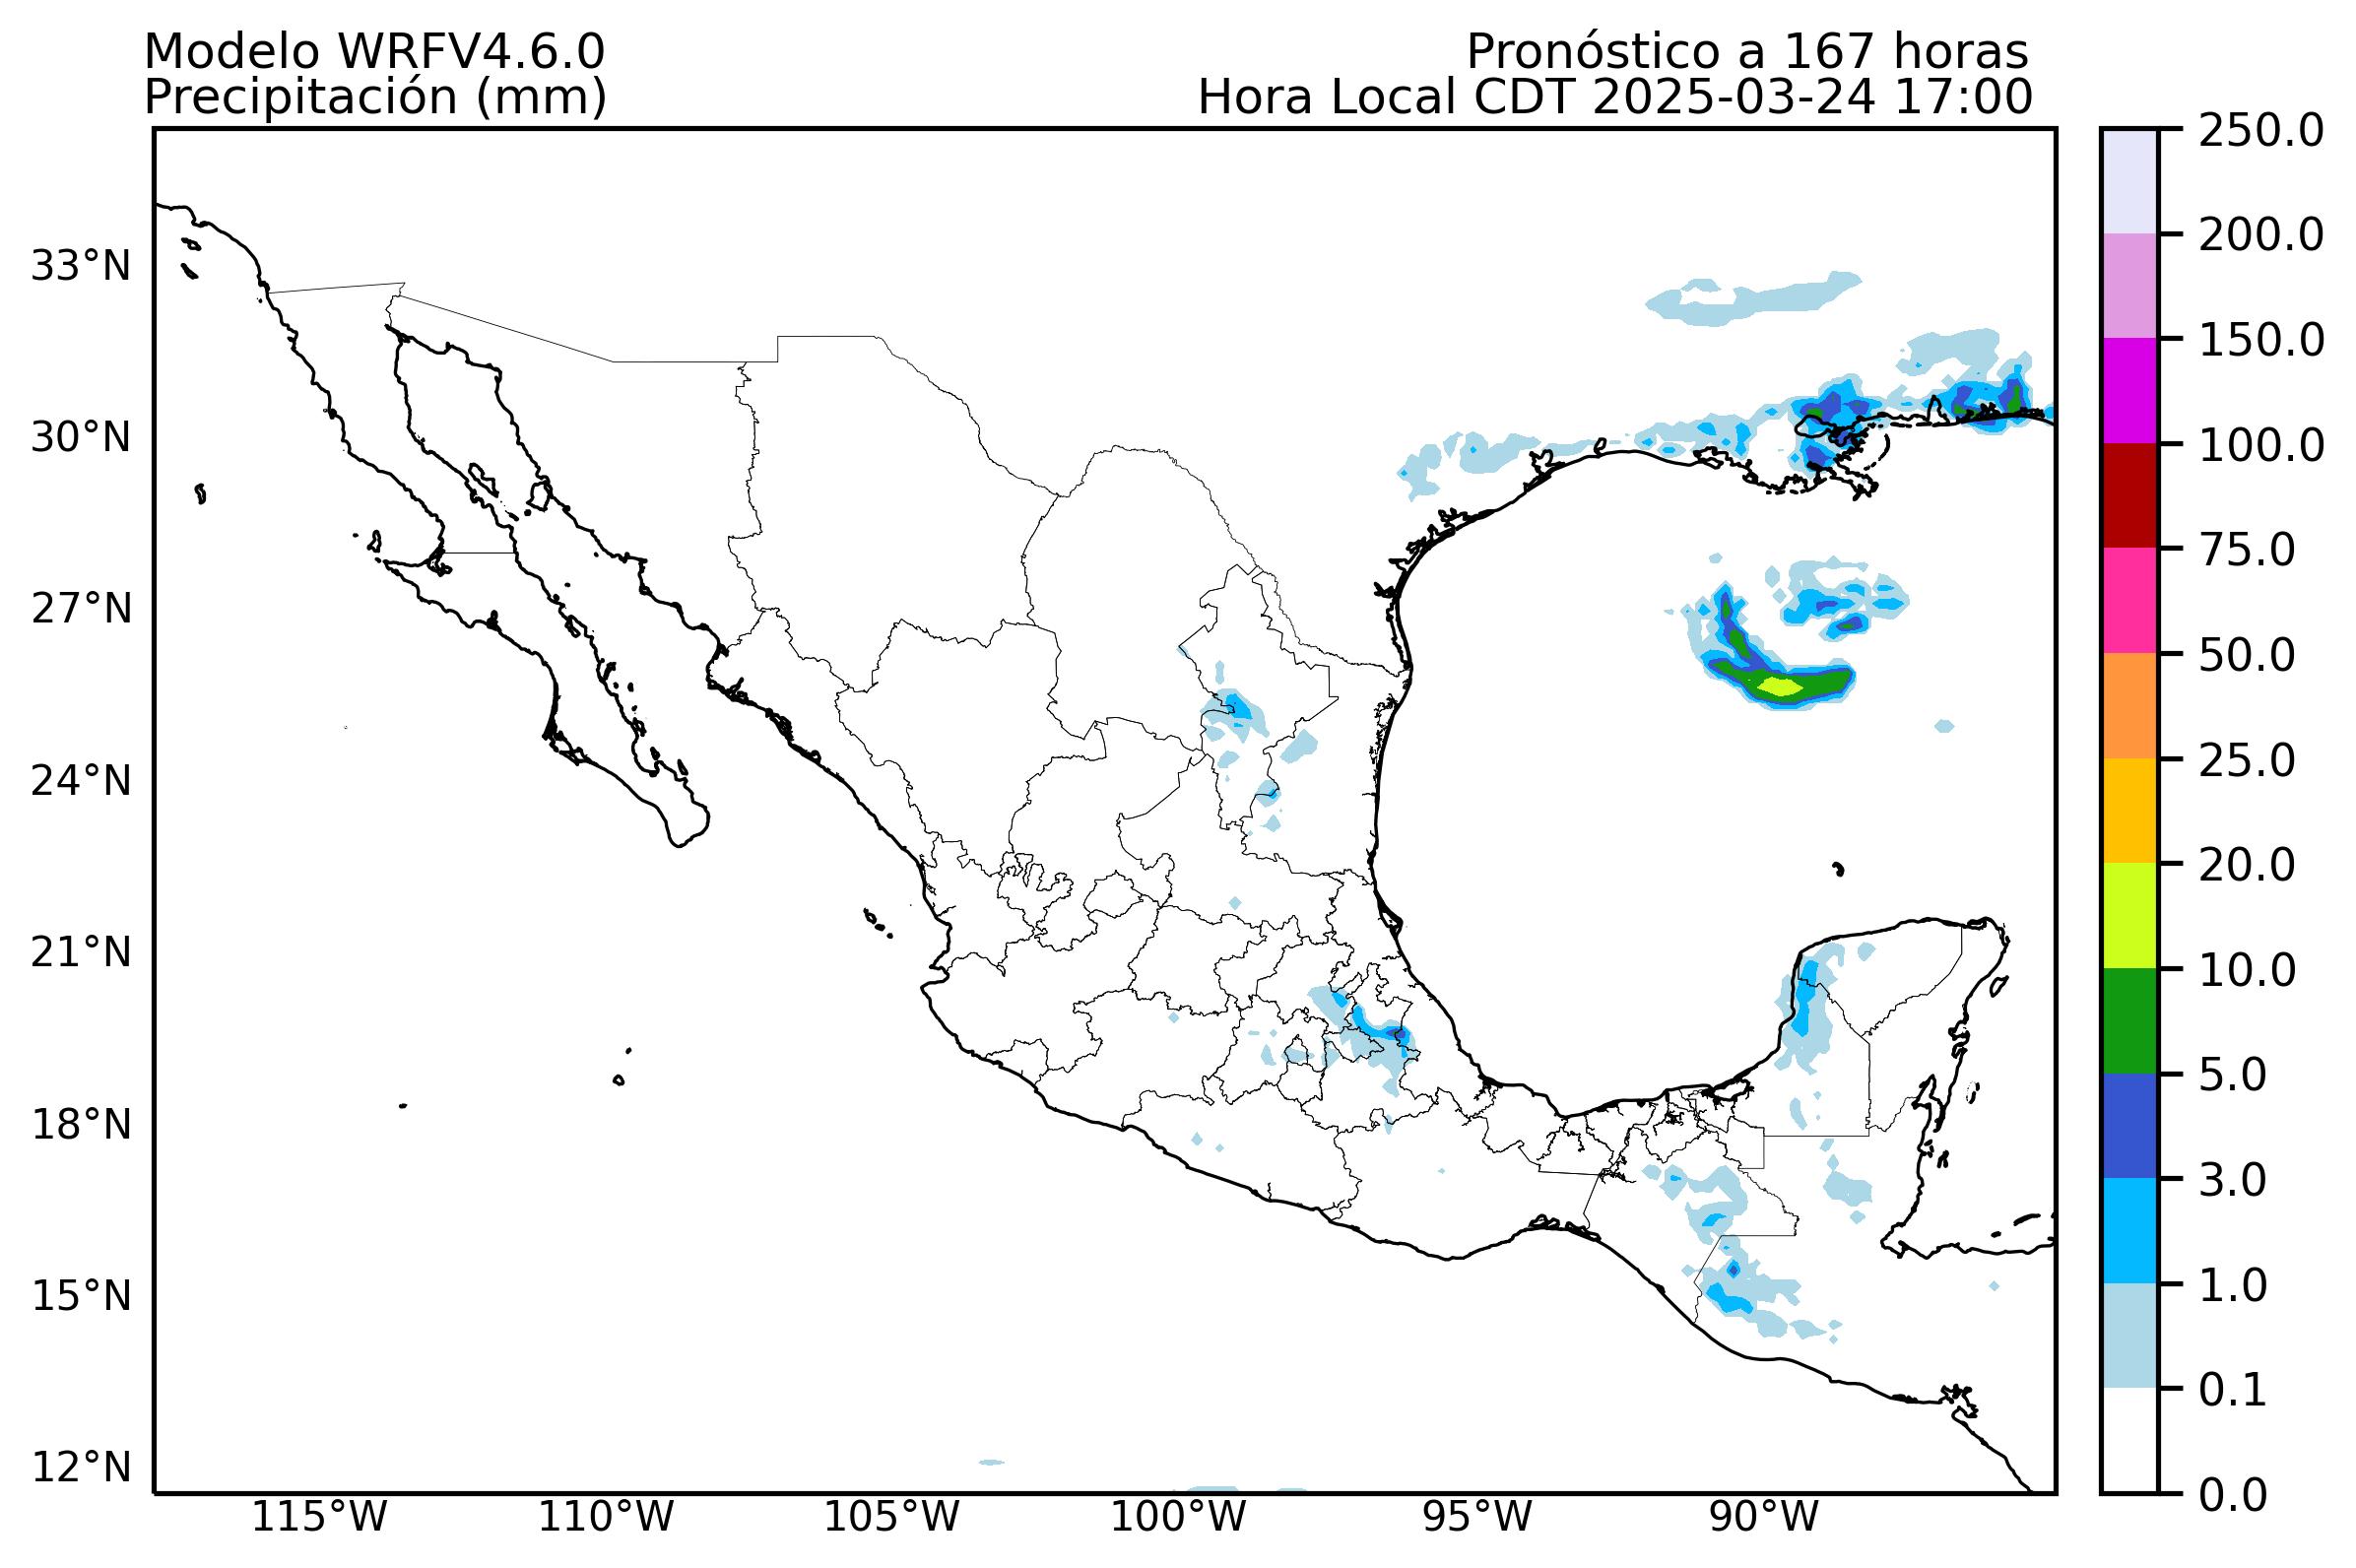 Modelo WRFV4.6.0
Precipitación (mm)
Pronóstico a 167 horas
Hora Local CDT 2025-03-24 17:00
33°N
30°N
27°N
24°N
21°N
18°N
15°N
12°N
115°W
110°W
105°W
100°W
95°W
90°W
250.0
200.0
150.0
100.0
75.0
50.0
25.0
20.0
10.0
5.0
3.0
1.0
0.1
0.0